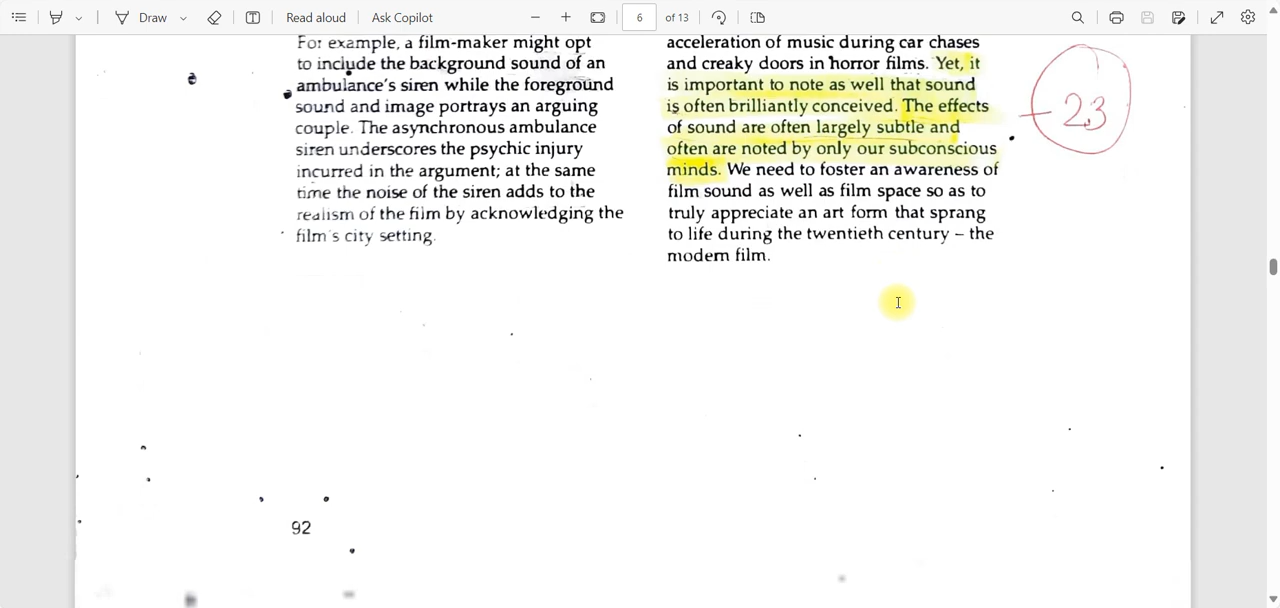 Draw
Read aloud
Ask Copilot
6
of 13
For example, a film-maker might opt
to include the background sound of an
ambulance's siren while the foreground
sound and image portrays an arguing
couple. The asynchronous ambulance
siren underscores the psychic injury
incurred in the argument; at the same
time the noise of the siren adds to the
realism of the film by acknowledging the
film's city setting.
acceleration of music during car chases
and creaky doors in horror films. Yet, it
is important to note as well that sound
is often brilliantly conceived. The effects
of sound are often largely subtle and
often are noted by only our subconscious
minds. We need to foster an awareness of
film sound as well as film space so as to
truly appreciate an art form that sprang
to life during the twentieth century – the
modern film.
23
92